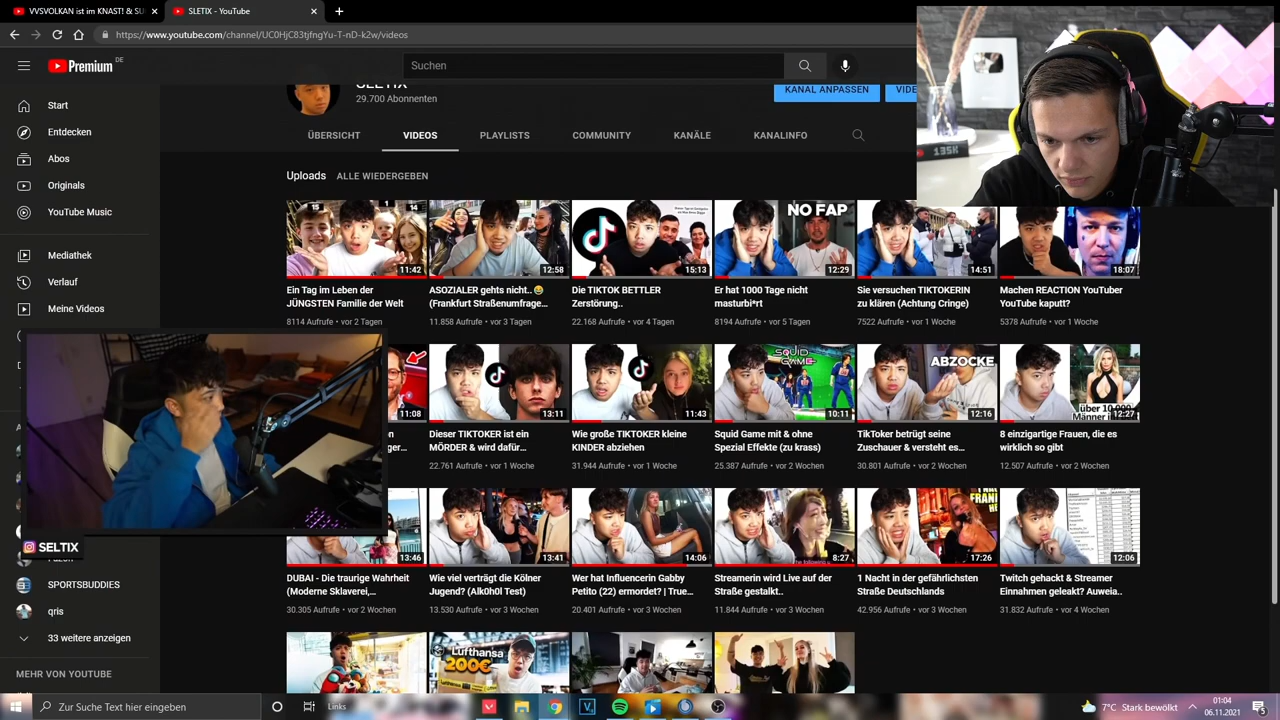 VVSVOLKAN ist im KNAST! & SU
SLETIX - YouTube
https://www.youtube.com/channel/UC0HjC83tjfngYu-T-nD-k2w/videos
Premium
DE
Suchen
29.700 Abonnenten
KANAL ANPASSEN
VIDE
ÜBERSICHT
VIDEOS
PLAYLISTS
COMMUNITY
KANÄLE
KANALINFO
Start
Entdecken
Abos
Originals
YouTube Music
Mediathek
Verlauf
Meine Videos
Uploads
ALLE WIEDERGEBEN
135K
15
1
14
11:42
12:58
15:13
NO FAP
12:29
14:51
18:07
Ein Tag im Leben der
JÜNGSTEN Familie der Welt
8114 Aufrufe • vor 2 Tagen
ASOZIALER gehts nicht..😂
(Frankfurt Straßenumfrage…
11.858 Aufrufe • vor 3 Tagen
Die TIKTOK BETTLER
Zerstörung..
22.168 Aufrufe • vor 4 Tagen
Er hat 1000 Tage nicht
masturbi*rt
8194 Aufrufe • vor 5 Tagen
Sie versuchen TIKTOKERIN
zu klären (Achtung Cringe)
7522 Aufrufe • vor 1 Woche
Machen REACTION YouTuber
YouTube kaputt?
5378 Aufrufe • vor 1 Woche
11:08
13:11
11:43
SQUID
GAME
10:11
ABZOCKE
12:16
über 10.000
Männer i
12:27
en
ger…
Dieser TIKTOKER ist ein
MÖRDER & wird dafür…
22.761 Aufrufe • vor 1 Woche
Wie große TIKTOKER kleine
KINDER abziehen
31.944 Aufrufe • vor 1 Woche
Squid Game mit & ohne
Spezial Effekte (zu krass)
25.387 Aufrufe • vor 2 Wochen
TikToker betrügt seine
Zuschauer & versteht es…
30.801 Aufrufe • vor 2 Wochen
8 einzigartige Frauen, die es
wirklich so gibt
12.507 Aufrufe • vor 2 Wochen
13:46
13:41
14:06
8:27
17:26
12:06
DUBAI - Die traurige Wahrheit
(Moderne Sklaverei,…
30.305 Aufrufe • vor 2 Wochen
Wie viel verträgt die Kölner
Jugend? (Alk0h0l Test)
13.530 Aufrufe • vor 3 Wochen
Wer hat Influencerin Gabby
Petito (22) ermordet? | True…
20.401 Aufrufe • vor 3 Wochen
Streamerin wird Live auf der
Straße gestalkt..
11.844 Aufrufe • vor 3 Wochen
1 Nacht in der gefährlichsten
Straße Deutschlands
42.956 Aufrufe • vor 3 Wochen
Twitch gehackt & Streamer
Einnahmen geleakt? Auweia..
31.832 Aufrufe • vor 4 Wochen
SELTIX
SPORTSBUDDIES
qris
33 weitere anzeigen
MEHR VON YOUTUBE
Lufthansa
200€
Zur Suche Text hier eingeben
Links
7°C Stark bewölkt
01:04
06.11.2021
5